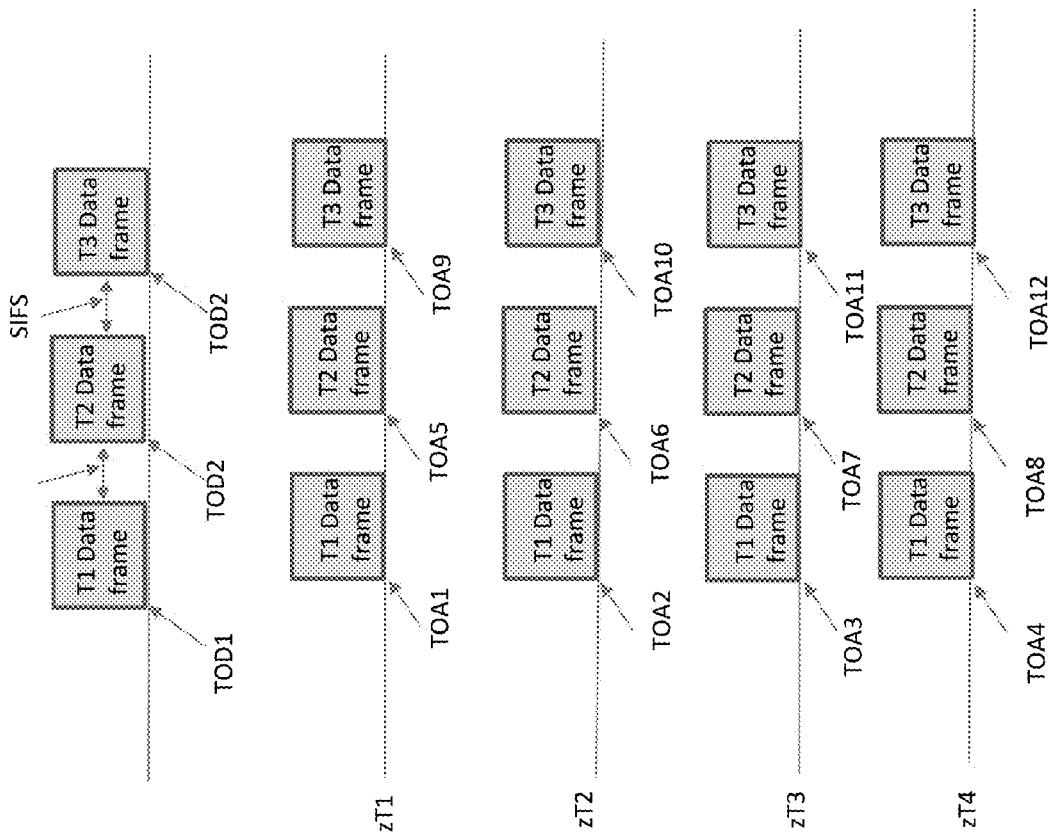 SIFS
T1 Data
frame
T2 Data
frame
T3 Data
frame
TOD1
TOD2
TOD2
zT1
T1 Data
frame
T2 Data
frame
T3 Data
frame
TOA1
TOA5
TOA9
zT2
T1 Data
frame
T2 Data
frame
T3 Data
frame
TOA2
TOA6
TOA10
zT3
T1 Data
frame
T2 Data
frame
T3 Data
frame
TOA3
TOA7
TOA11
zT4
T1 Data
frame
T2 Data
frame
T3 Data
frame
TOA4
TOA8
TOA12